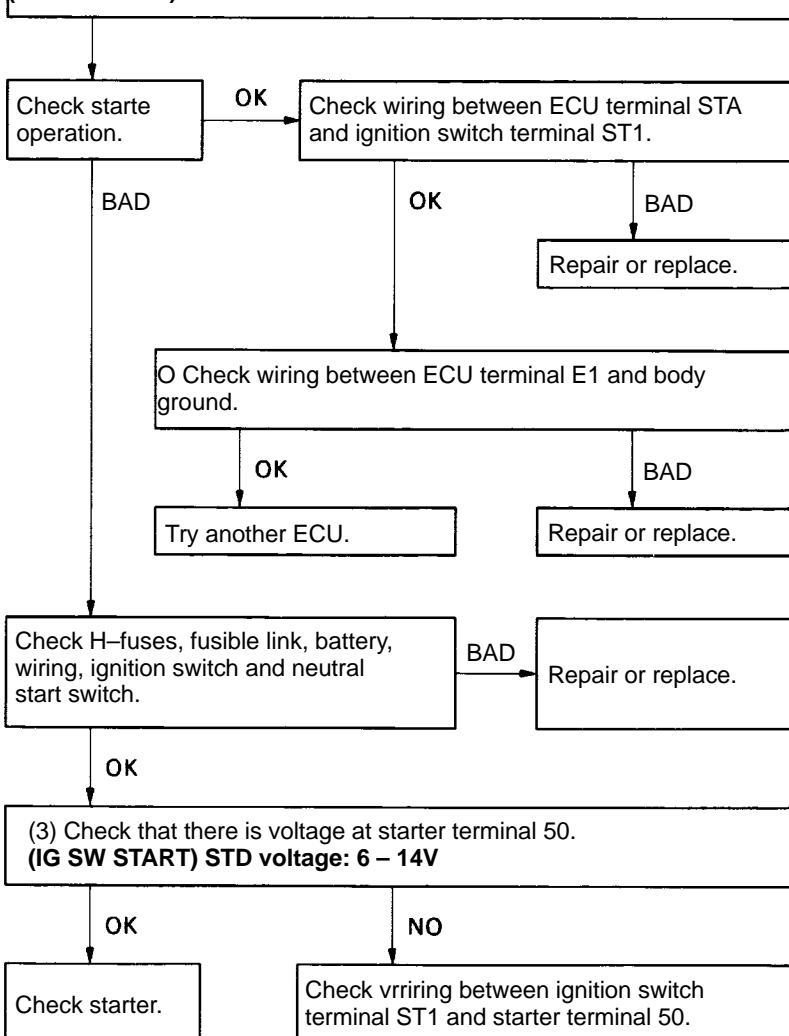 Check starte
operation.
OK
Check wiring between ECU terminal STA
and ignition switch terminal ST1.
BAD
OK
BAD
Repair or replace.
O Check wiring between ECU terminal E1 and body
ground.
OK
BAD
Try another ECU.
Repair or replace.
Check H–fuses, fusible link, battery,
wiring, ignition switch and neutral
start switch.
BAD
Repair or replace.
OK
(3) Check that there is voltage at starter terminal 50.
(IG SW START) STD voltage: 6 – 14V
OK
NO
Check starter.
Check vrriring between ignition switch
terminal ST1 and starter terminal 50.